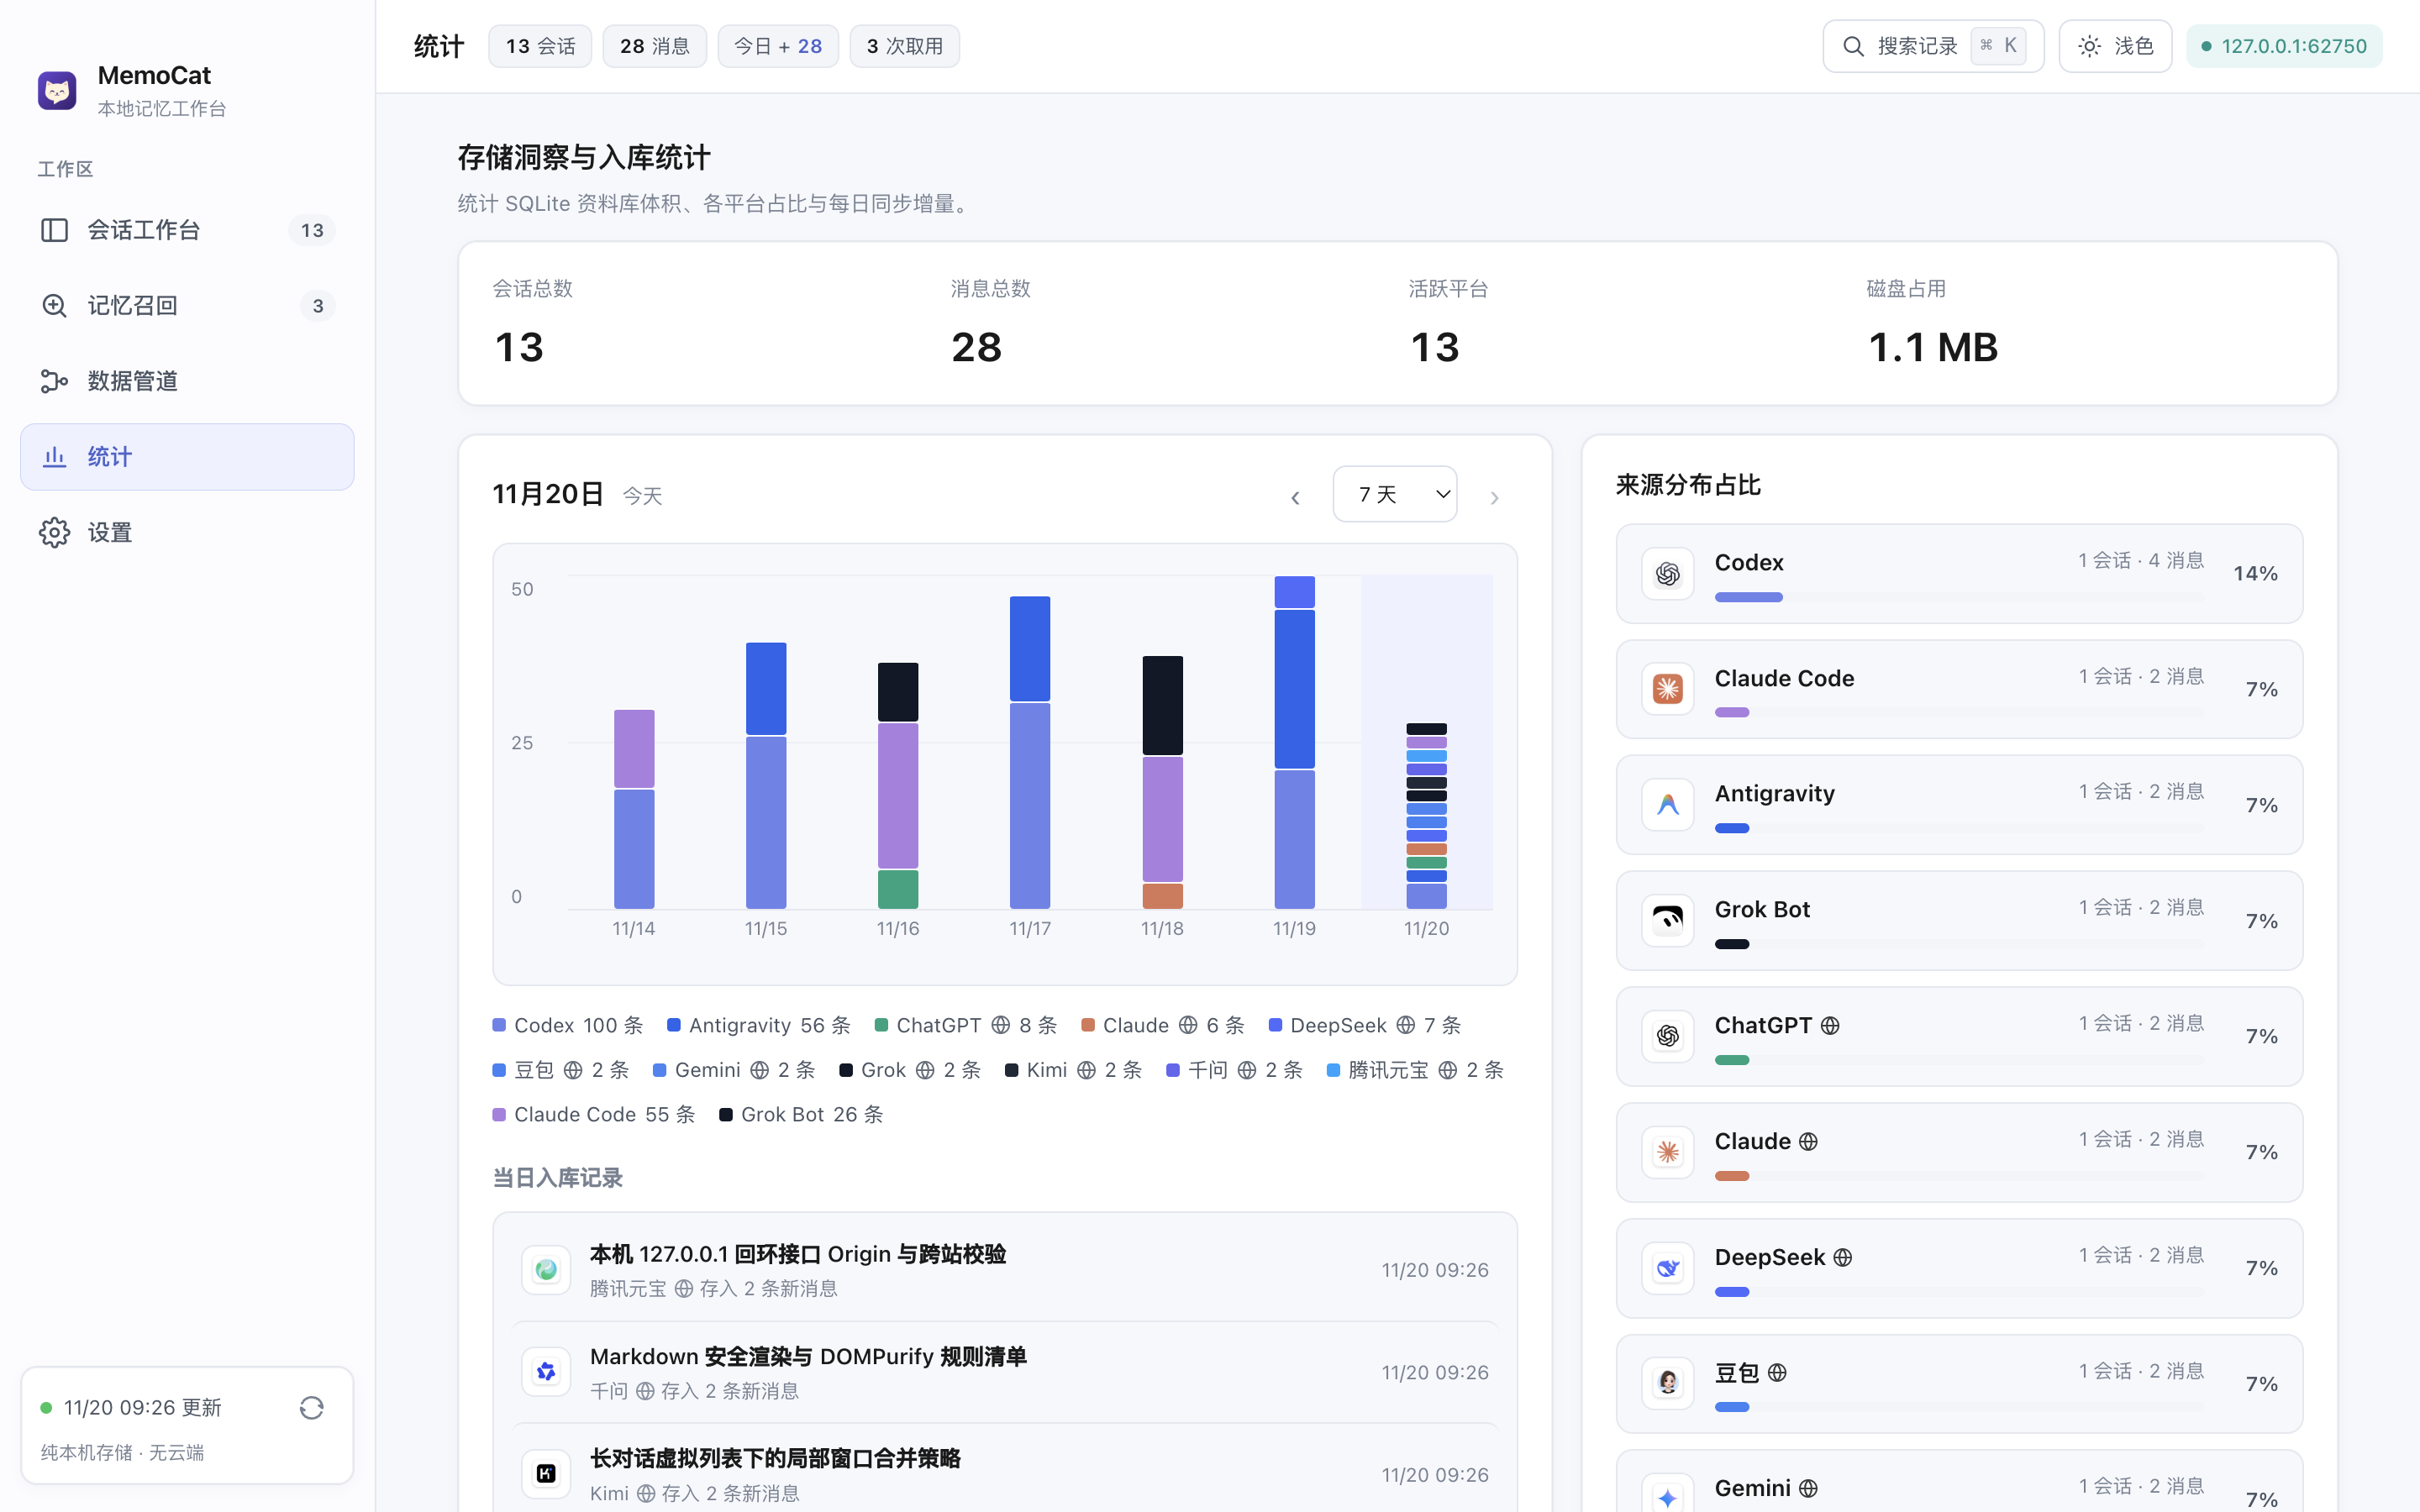 MemoCat
本地记忆工作台
工作区
会话工作台 13
记忆召回 3
数据管道
统计
设置
11/20 09:26 更新
纯本机存储 · 无云端
统计 13 会话 28 消息 今日 + 28 3 次取用 搜索记录 ⌘ K 浅色 127.0.0.1:62750
存储洞察与入库统计
统计 SQLite 资料库体积、各平台占比与每日同步增量。
会话总数 消息总数 活跃平台 磁盘占用
13 28 13 1.1 MB
11月20日 今天 ‹ 7 天 ›
50
25
0
11/14 11/15 11/16 11/17 11/18 11/19 11/20
Codex 100 条 Antigravity 56 条 ChatGPT 8 条 Claude 6 条 DeepSeek 7 条
豆包 2 条 Gemini 2 条 Grok 2 条 Kimi 2 条 千问 2 条 腾讯元宝 2 条
Claude Code 55 条 Grok Bot 26 条
当日入库记录
本机 127.0.0.1 回环接口 Origin 与跨站校验
腾讯元宝 存入 2 条新消息
11/20 09:26
Markdown 安全渲染与 DOMPurify 规则清单
千问 存入 2 条新消息
11/20 09:26
长对话虚拟列表下的局部窗口合并策略
Kimi 存入 2 条新消息
11/20 09:26
来源分布占比
Codex 1 会话 · 4 消息 14%
Claude Code 1 会话 · 2 消息 7%
Antigravity 1 会话 · 2 消息 7%
Grok Bot 1 会话 · 2 消息 7%
ChatGPT 1 会话 · 2 消息 7%
Claude 1 会话 · 2 消息 7%
DeepSeek 1 会话 · 2 消息 7%
豆包 1 会话 · 2 消息 7%
Gemini 1 会话 · 2 消息 7%